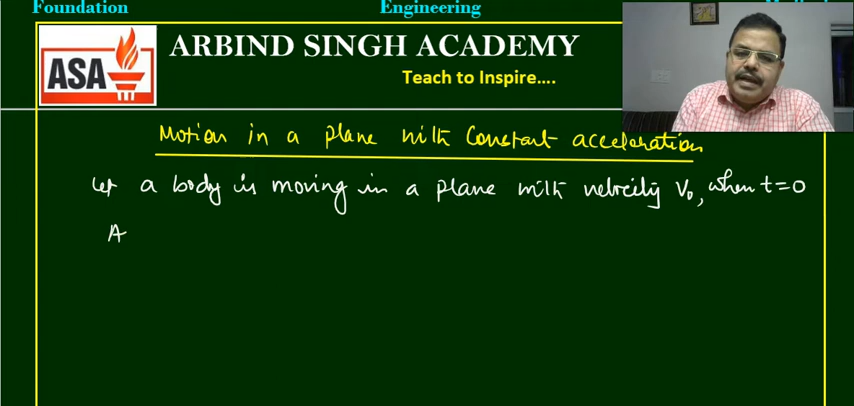 Foundation Engineering
ASA ARBIND SINGH ACADEMY
Teach to Inspire....
Motion in a plane with Constant acceleration
Let a body is moving in a plane with velocity V₀, when t=0
A